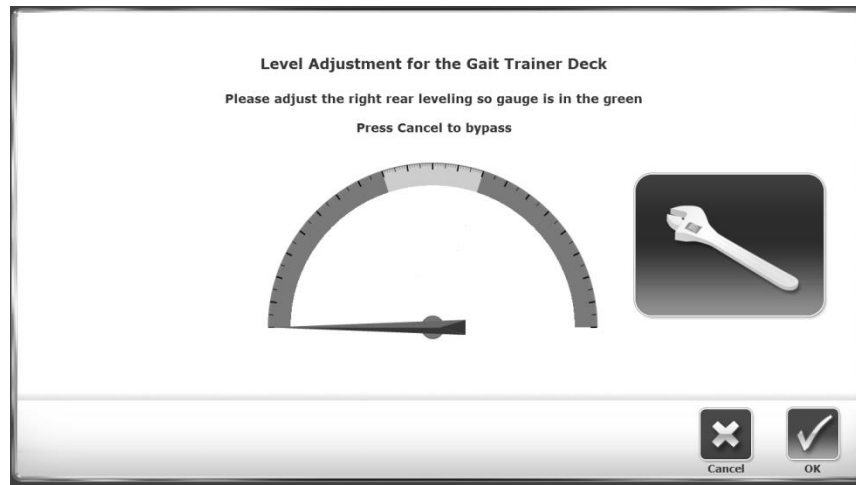 Level Adjustment for the Gait Trainer Deck
Please adjust the right rear leveling so gauge is in the green
Press Cancel to bypass
Cancel
OK